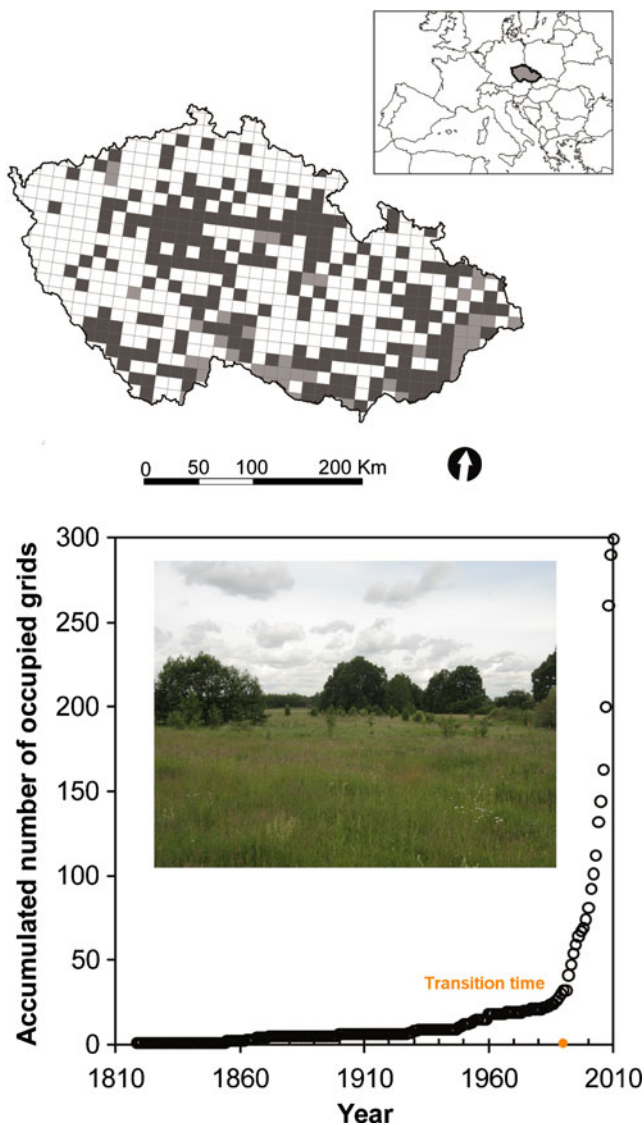 0 50 100 200 Km
Accumulated number of occupied grids
300
250
200
150
100
50
0
Transition time
1810 1860 1910 1960 2010
Year